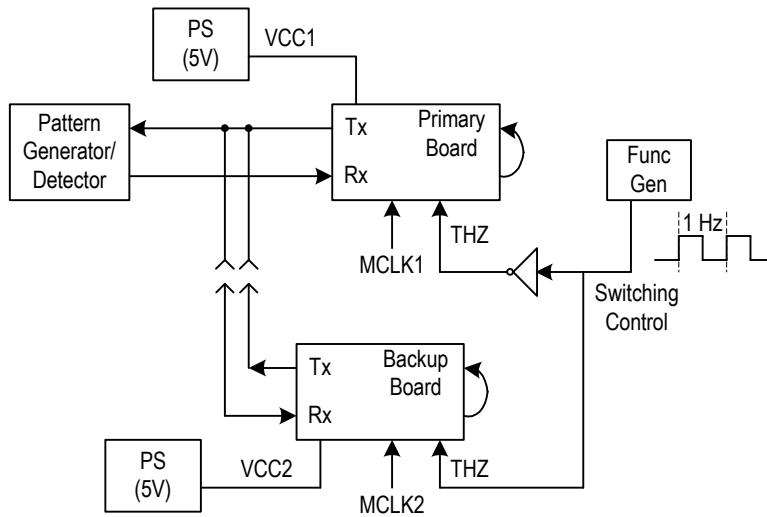 PS
(5V)
VCC1
Pattern
Generator/
Detector
Tx
Rx
Primary
Board
Func
Gen
1 Hz
THZ
MCLK1
Switching
Control
Tx
Rx
Backup
Board
PS
(5V)
VCC2
THZ
MCLK2